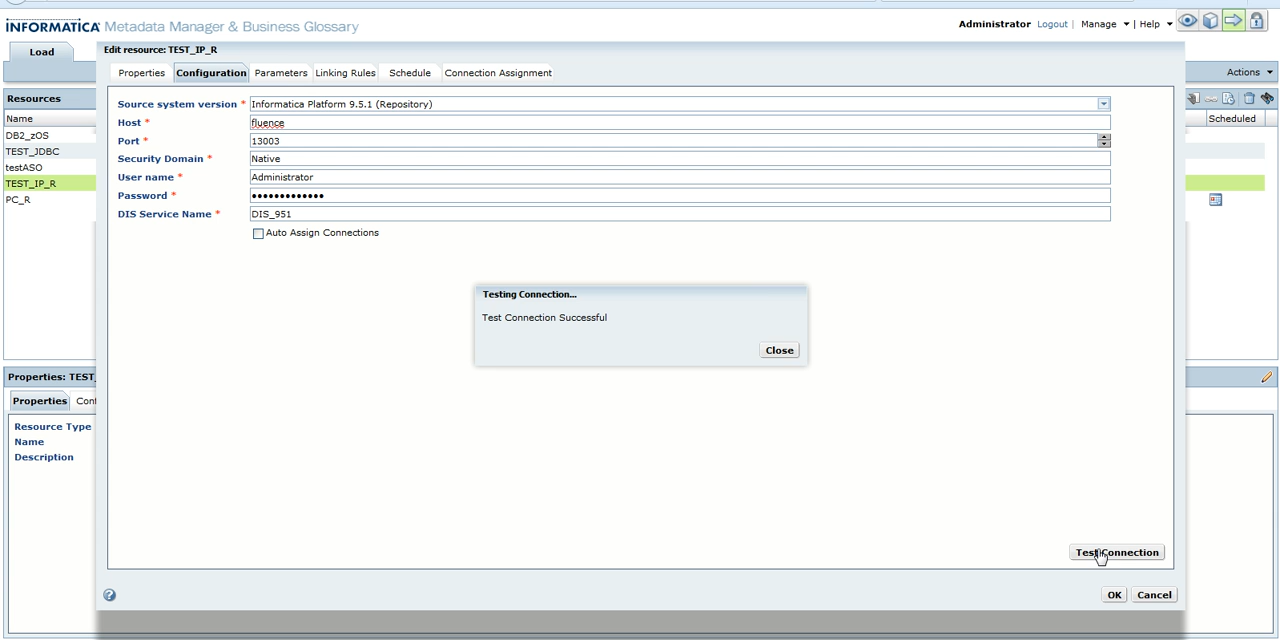 INFORMATICA Metadata Manager & Business Glossary
Administrator Logout | Manage | Help
Load
Edit resource: TEST_IP_R
Properties Configuration Parameters Linking Rules Schedule Connection Assignment
Actions
Resources
Name
Scheduled
DB2_zOS
TEST_JDBC
testASO
TEST_IP_R
PC_R
Source system version * Informatica Platform 9.5.1 (Repository)
Host * fluence
Port * 13003
Security Domain * Native
User name * Administrator
Password * •••••••••••••
DIS Service Name * DIS_951
Auto Assign Connections
Testing Connection...
Test Connection Successful
Close
Properties: TEST_
Properties Conf
Resource Type
Name
Description
Test Connection
OK Cancel